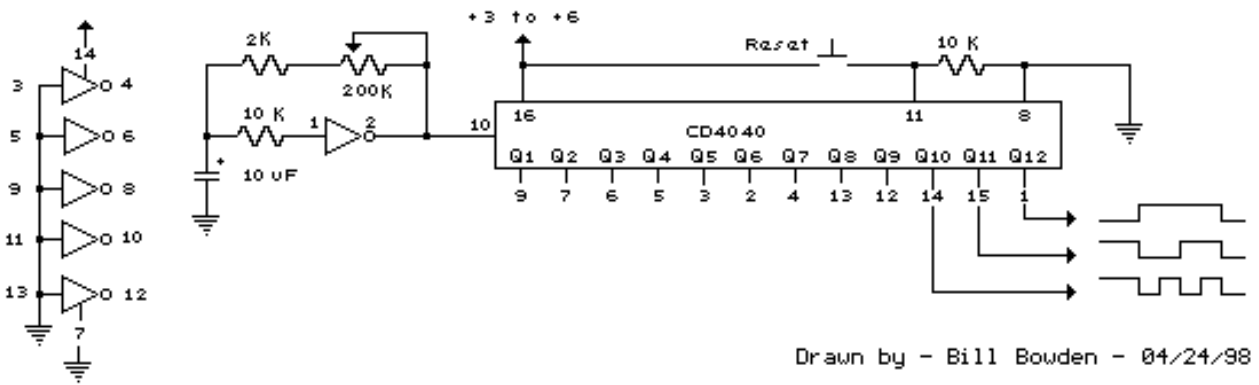 +3 to +6
2K
Reset
10 K
14
3
4
200K
10 K
1
2
16
11
8
10
CD4040
5
6
Q1 Q2 Q3 Q4 Q5 Q6 Q7 Q8 Q9 Q10 Q11 Q12
+
10 uF
9
8
9 7 6 5 3 2 4 13 12 14 15 1
11
10
13
12
7
Drawn by - Bill Bowden - 04/24/98